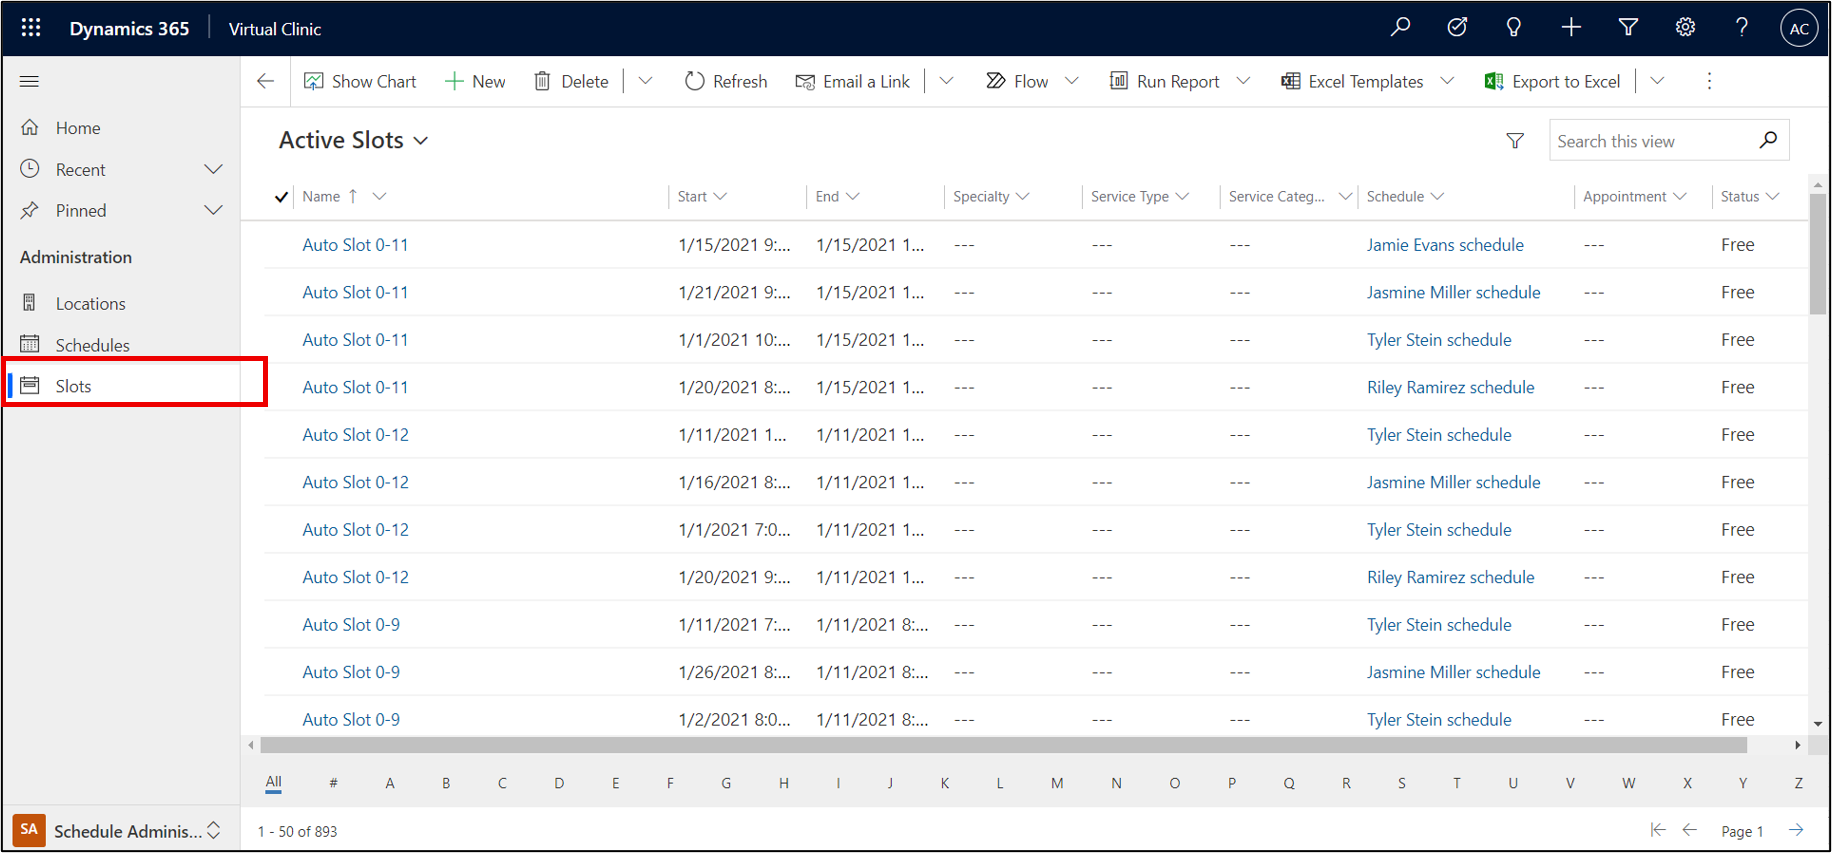 Dynamics 365 Virtual Clinic AC
Show Chart New Delete Refresh Email a Link Flow Run Report Excel Templates Export to Excel
Home
Recent
Pinned
Administration
Locations
Schedules
Slots
SA Schedule Adminis...
Active Slots
Search this view
Name Start End Specialty Service Type Service Categ... Schedule Appointment Status
Auto Slot 0-11 1/15/2021 9:... 1/15/2021 1... --- --- --- Jamie Evans schedule --- Free
Auto Slot 0-11 1/21/2021 9:... 1/15/2021 1... --- --- --- Jasmine Miller schedule --- Free
Auto Slot 0-11 1/1/2021 10:... 1/15/2021 1... --- --- --- Tyler Stein schedule --- Free
Auto Slot 0-11 1/20/2021 8:... 1/15/2021 1... --- --- --- Riley Ramirez schedule --- Free
Auto Slot 0-12 1/11/2021 1... 1/11/2021 1... --- --- --- Tyler Stein schedule --- Free
Auto Slot 0-12 1/16/2021 8:... 1/11/2021 1... --- --- --- Jasmine Miller schedule --- Free
Auto Slot 0-12 1/1/2021 7:0... 1/11/2021 1... --- --- --- Tyler Stein schedule --- Free
Auto Slot 0-12 1/20/2021 9:... 1/11/2021 1... --- --- --- Riley Ramirez schedule --- Free
Auto Slot 0-9 1/11/2021 7:... 1/11/2021 8:... --- --- --- Tyler Stein schedule --- Free
Auto Slot 0-9 1/26/2021 8:... 1/11/2021 8:... --- --- --- Jasmine Miller schedule --- Free
Auto Slot 0-9 1/2/2021 8:0... 1/11/2021 8:... --- --- --- Tyler Stein schedule --- Free
All # A B C D E F G H I J K L M N O P Q R S T U V W X Y Z
1 - 50 of 893 Page 1